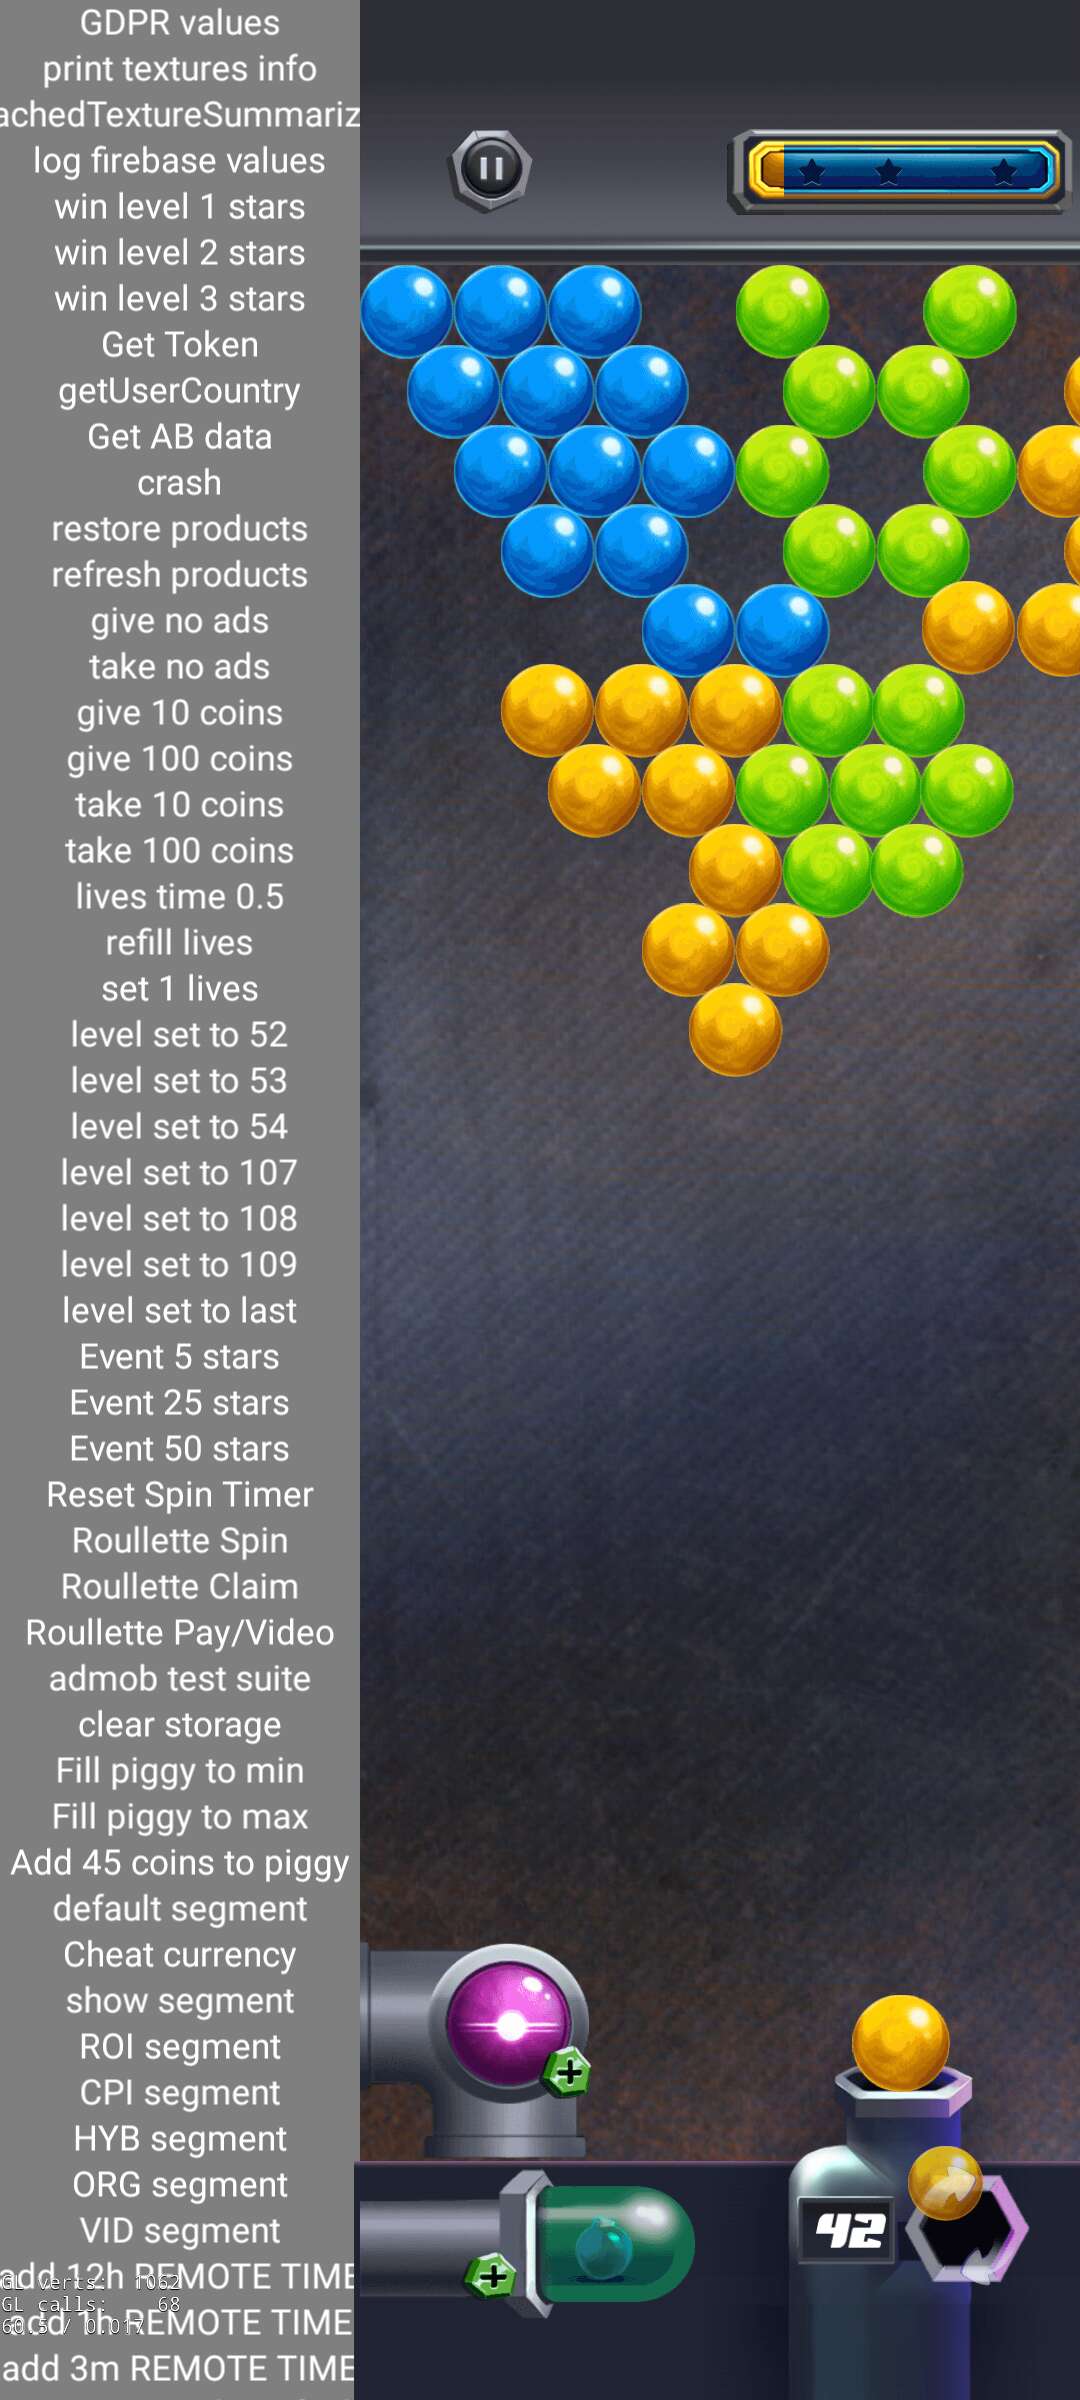 GDPR values
print textures info
achedTextureSummariz
log firebase values
win level 1 stars
win level 2 stars
win level 3 stars
Get Token
getUserCountry
Get AB data
crash
restore products
refresh products
give no ads
take no ads
give 10 coins
give 100 coins
take 10 coins
take 100 coins
lives time 0.5
refill lives
set 1 lives
level set to 52
level set to 53
level set to 54
level set to 107
level set to 108
level set to 109
level set to last
Event 5 stars
Event 25 stars
Event 50 stars
Reset Spin Timer
Roullette Spin
Roullette Claim
Roullette Pay/Video
admob test suite
clear storage
Fill piggy to min
Fill piggy to max
Add 45 coins to piggy
default segment
Cheat currency
show segment
ROI segment
CPI segment
HYB segment
ORG segment
VID segment
42
add 12h REMOTE TIME
GL verts: 1062
GL calls: 68
add 1h REMOTE TIME
60.5 / 0.017
add 3m REMOTE TIME